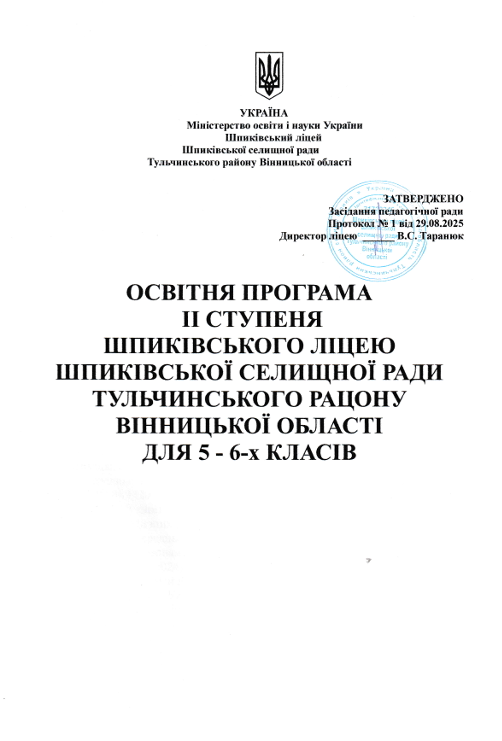 УКРАЇНА
Міністерство освіти і науки України
Шпиківський ліцей
Шпиківської селищної ради
Тульчинського району Вінницької області
ЗАТВЕРДЖЕНО
Засідання педагогічної ради
Протокол № 1 від 29.08.2025
Директор ліцею ______ В.С. Таранюк
ОСВІТНЯ ПРОГРАМА
ІІ СТУПЕНЯ
ШПИКІВСЬКОГО ЛІЦЕЮ
ШПИКІВСЬКОЇ СЕЛИЩНОЇ РАДИ
ТУЛЬЧИНСЬКОГО РАЦОНУ
ВІННИЦЬКОЇ ОБЛАСТІ
ДЛЯ 5 - 6-х КЛАСІВ